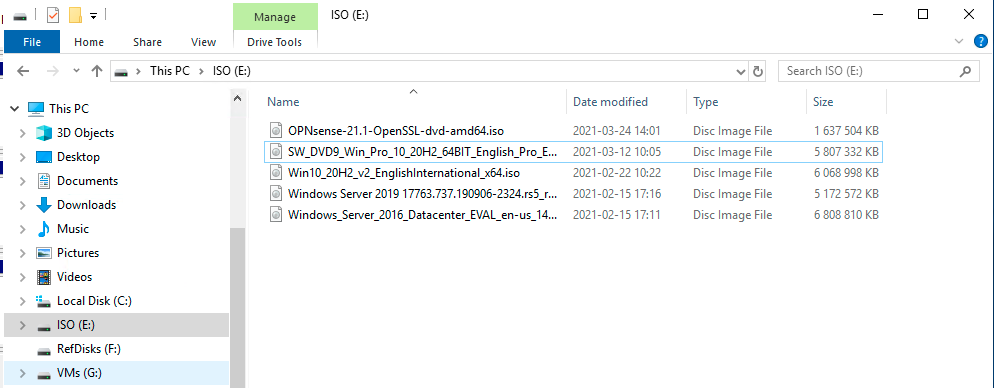 ISO (E:)
Manage
File Home Share View Drive Tools
This PC > ISO (E:)
Search ISO (E:)
Name Date modified Type Size
This PC
3D Objects
Desktop
Documents
Downloads
Music
Pictures
Videos
Local Disk (C:)
ISO (E:)
RefDisks (F:)
VMs (G:)
OPNsense-21.1-OpenSSL-dvd-amd64.iso 2021-03-24 14:01 Disc Image File 1 637 504 KB
SW_DVD9_Win_Pro_10_20H2_64BIT_English_Pro_E... 2021-03-12 10:05 Disc Image File 5 807 332 KB
Win10_20H2_v2_EnglishInternational_x64.iso 2021-02-22 10:22 Disc Image File 6 068 998 KB
Windows Server 2019 17763.737.190906-2324.rs5_r... 2021-02-15 17:16 Disc Image File 5 172 572 KB
Windows_Server_2016_Datacenter_EVAL_en-us_14... 2021-02-15 17:11 Disc Image File 6 808 810 KB